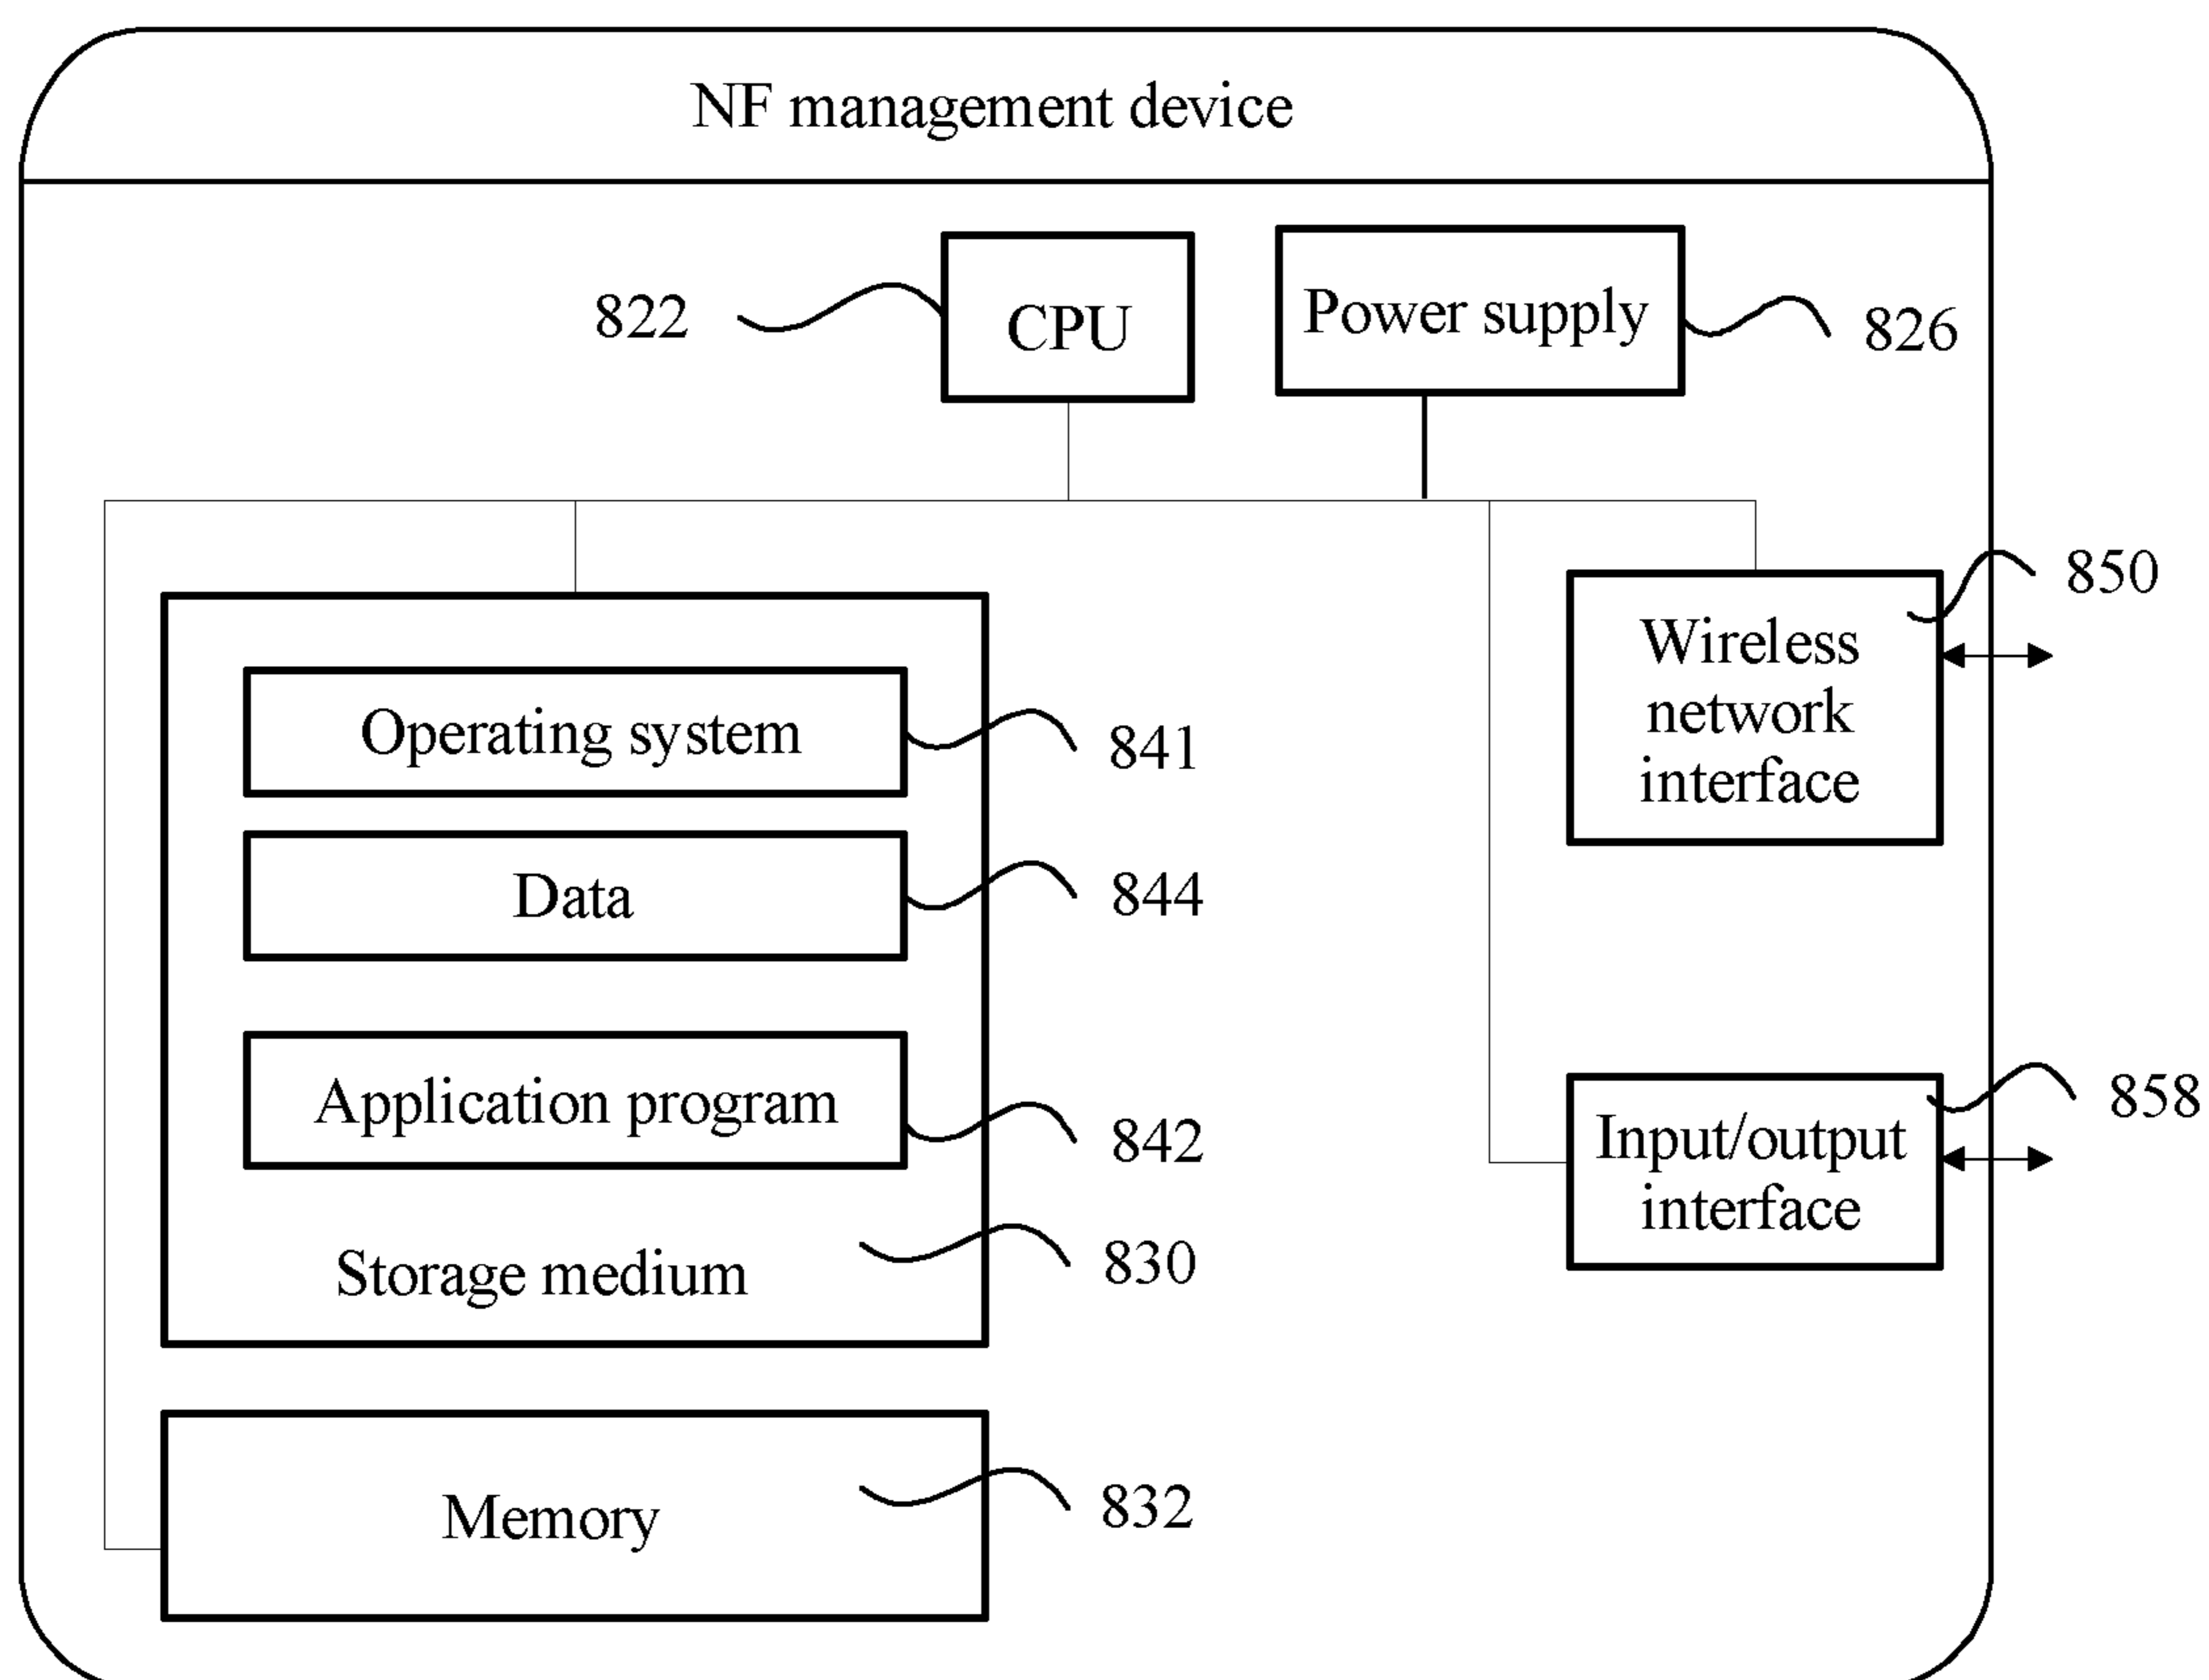 NF management device
822
CPU
Power supply
826
850
Wireless
network
interface
Operating system
841
Data
844
Application program
842
858
Input/output
interface
Storage medium
830
Memory
832